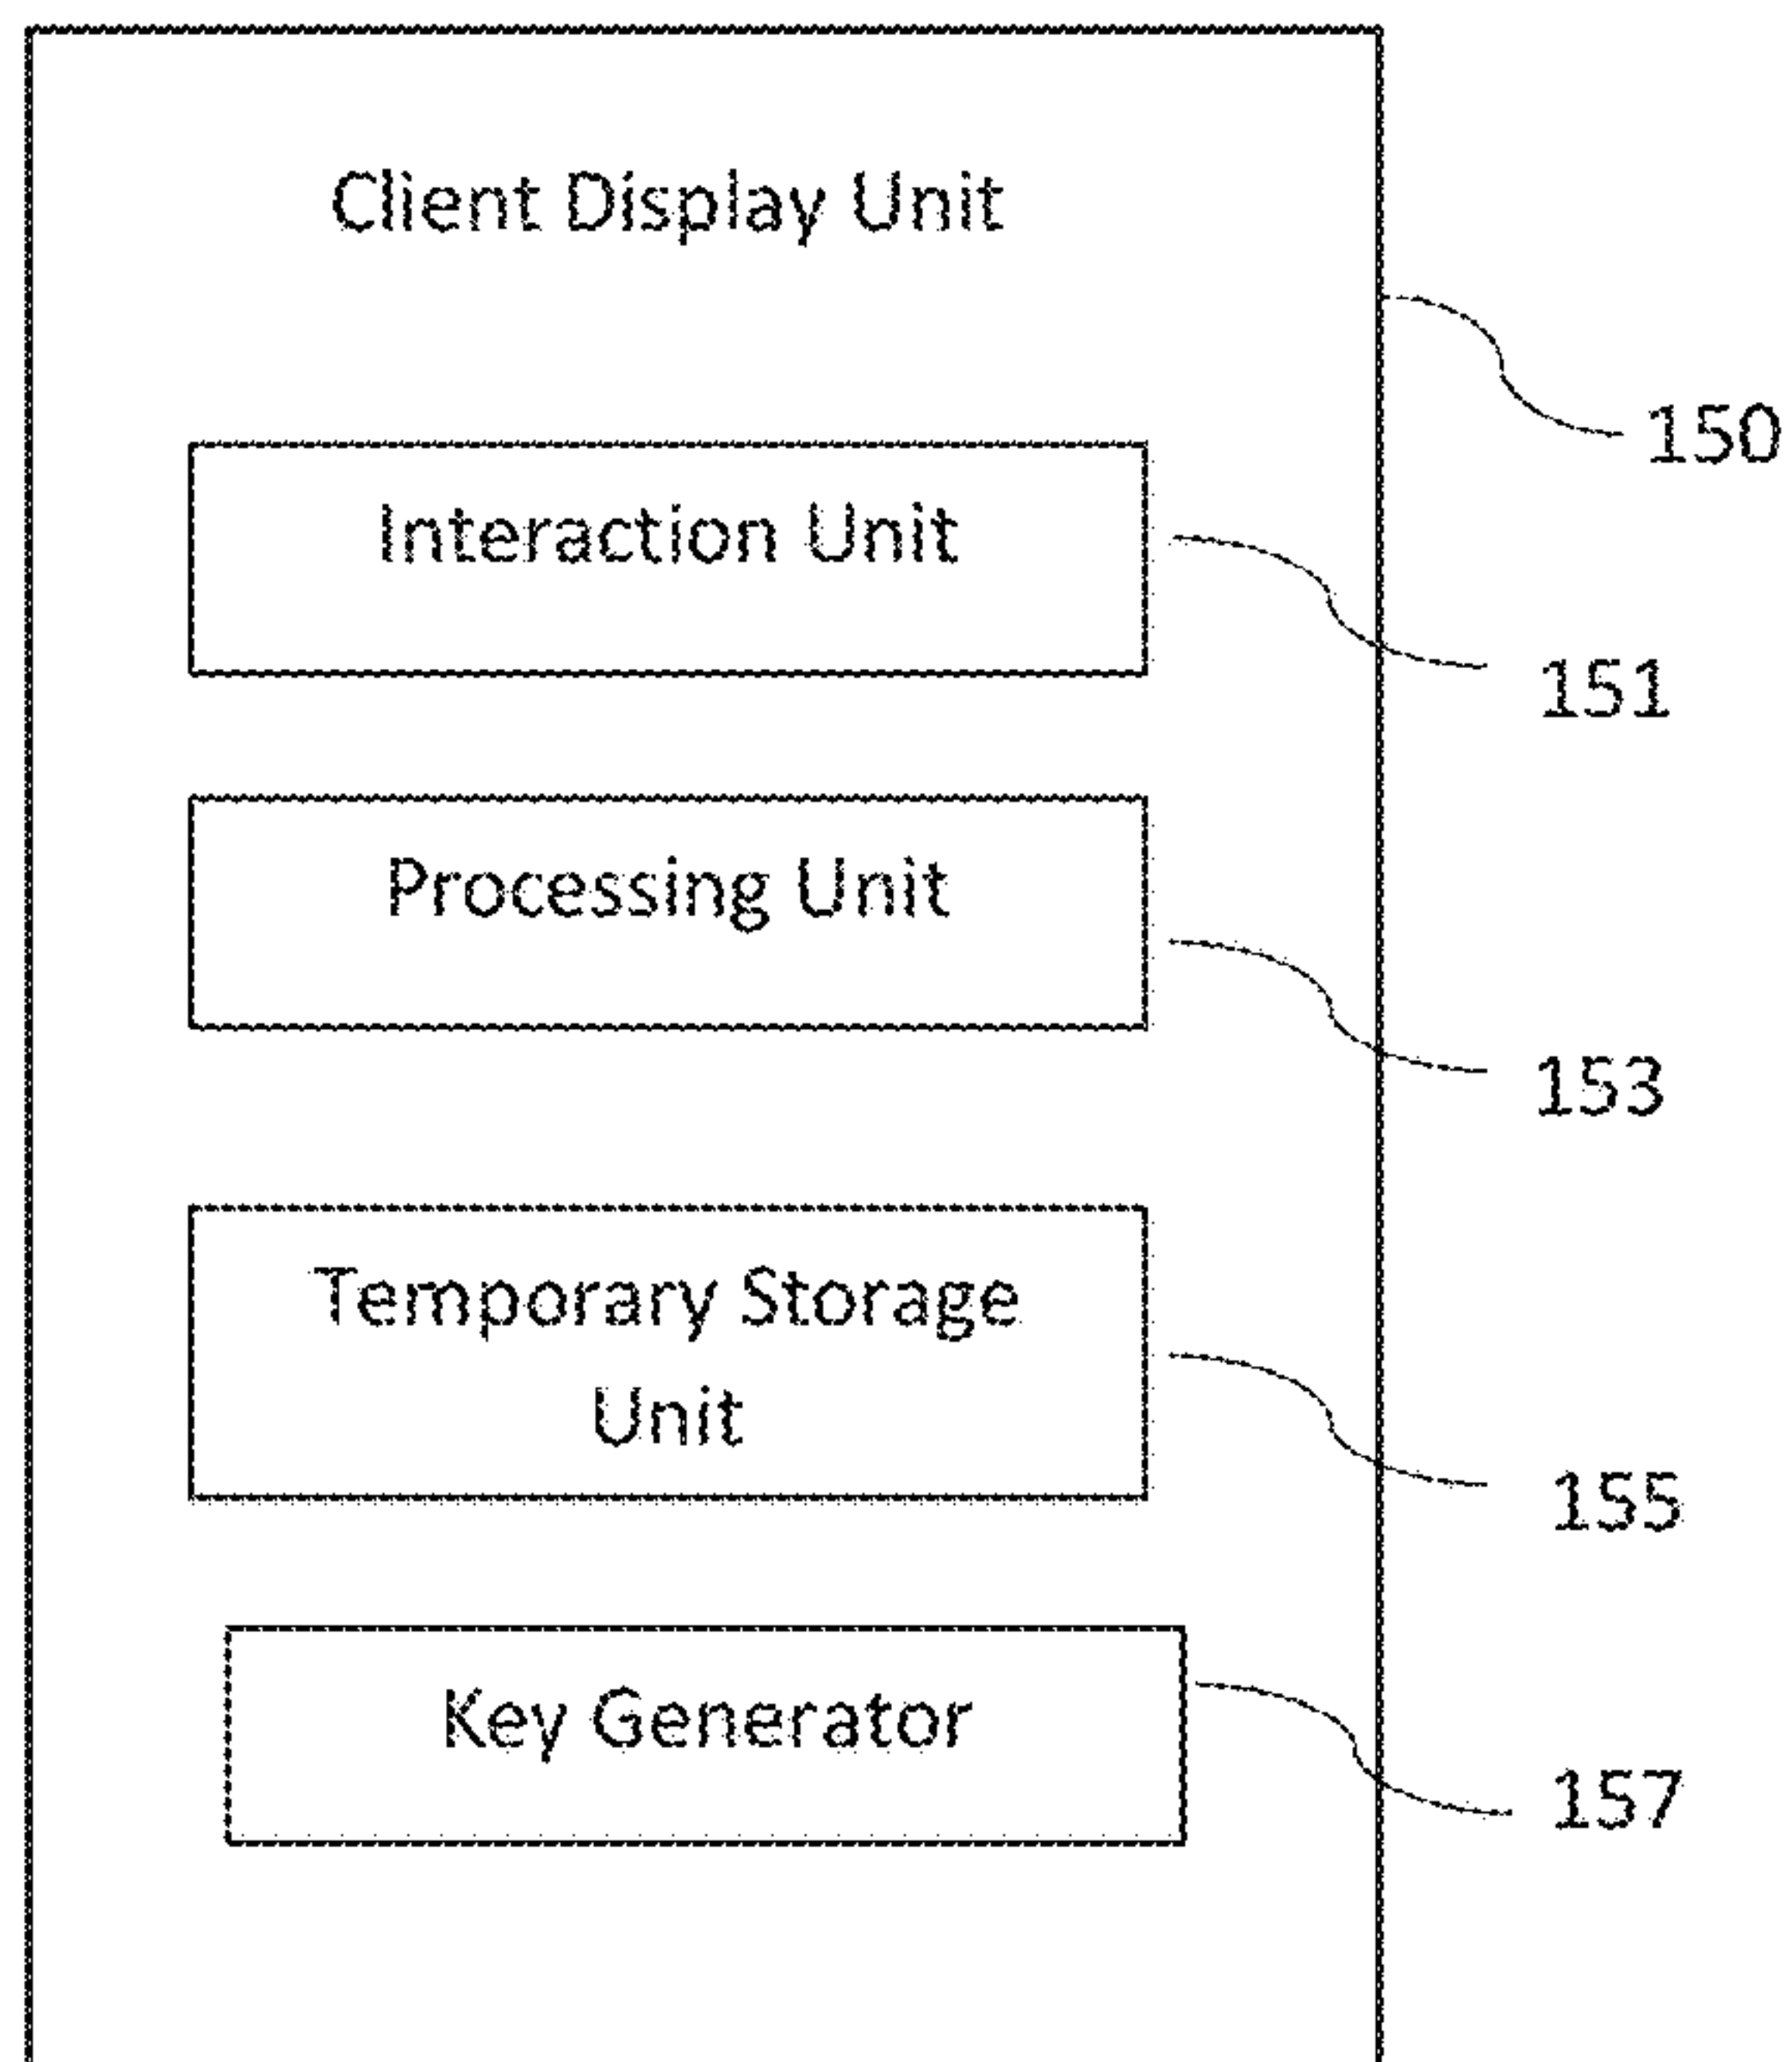 Client Display Unit
150
Interaction Unit
151
Processing Unit
153
Temporary Storage
Unit
155
Key Generator
157